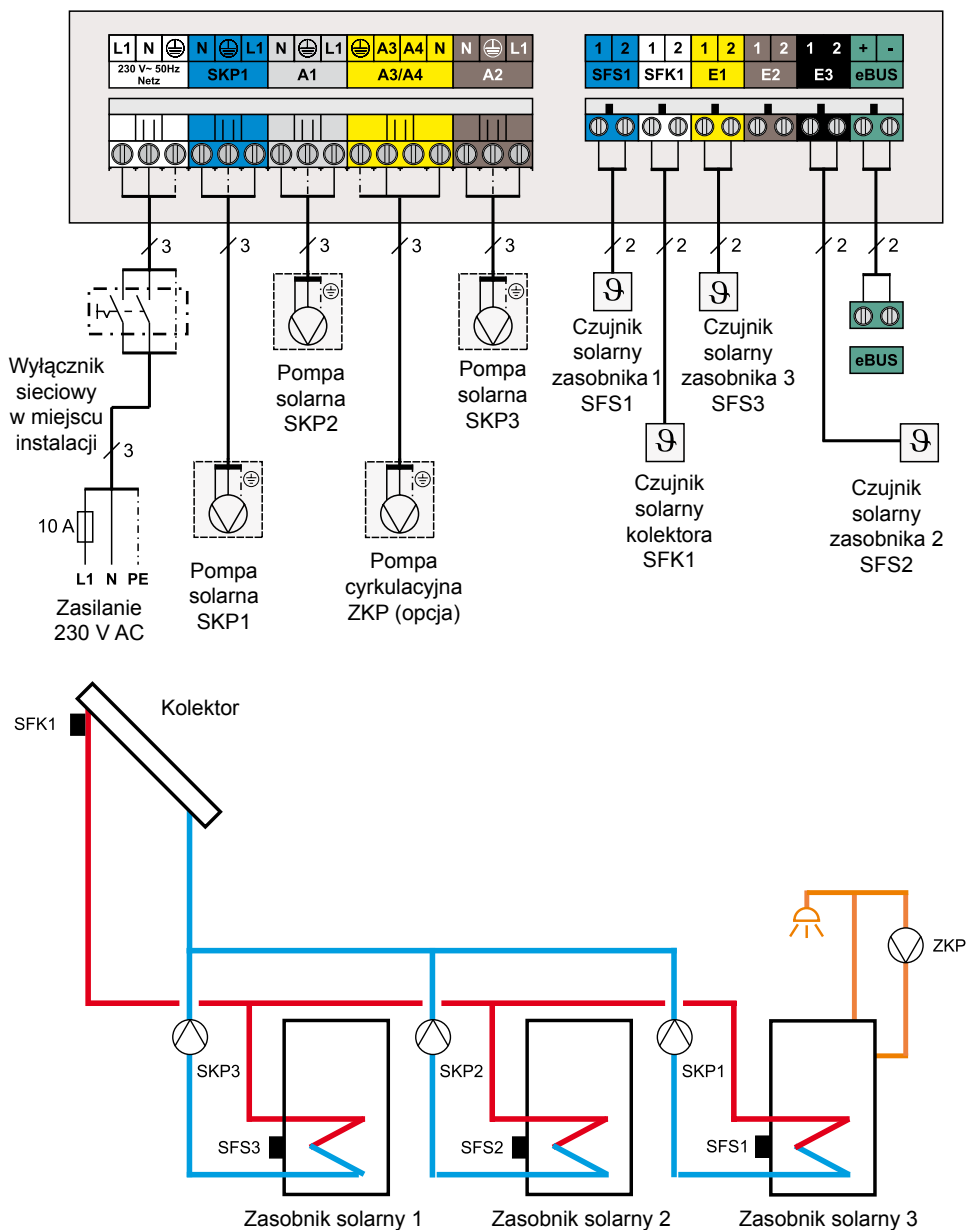 L1 N N L1 N L1 A3 A4 N N L1
230 V~ 50Hz
Netz
SKP1 A1 A3/A4 A2
1 2 1 2 1 2 1 2 1 2 + -
SFS1 SFK1 E1 E2 E3 eBUS
3 3 3 3 3 2 2 2 2 2
Wyłącznik
sieciowy
w miejscu
instalacji
3
10 A
L1 N PE
Zasilanie
230 V AC
Pompa
solarna
SKP1
Pompa
solarna
SKP2
Pompa
cyrkulacyjna
ZKP (opcja)
Pompa
solarna
SKP3
ϑ
Czujnik
solarny
zasobnika 1
SFS1
ϑ
Czujnik
solarny
kolektora
SFK1
ϑ
Czujnik
solarny
zasobnika 3
SFS3
eBUS
ϑ
Czujnik
solarny
zasobnika 2
SFS2
Kolektor
SFK1
ZKP
SKP3 SKP2 SKP1
SFS3 SFS2 SFS1
Zasobnik solarny 1 Zasobnik solarny 2 Zasobnik solarny 3